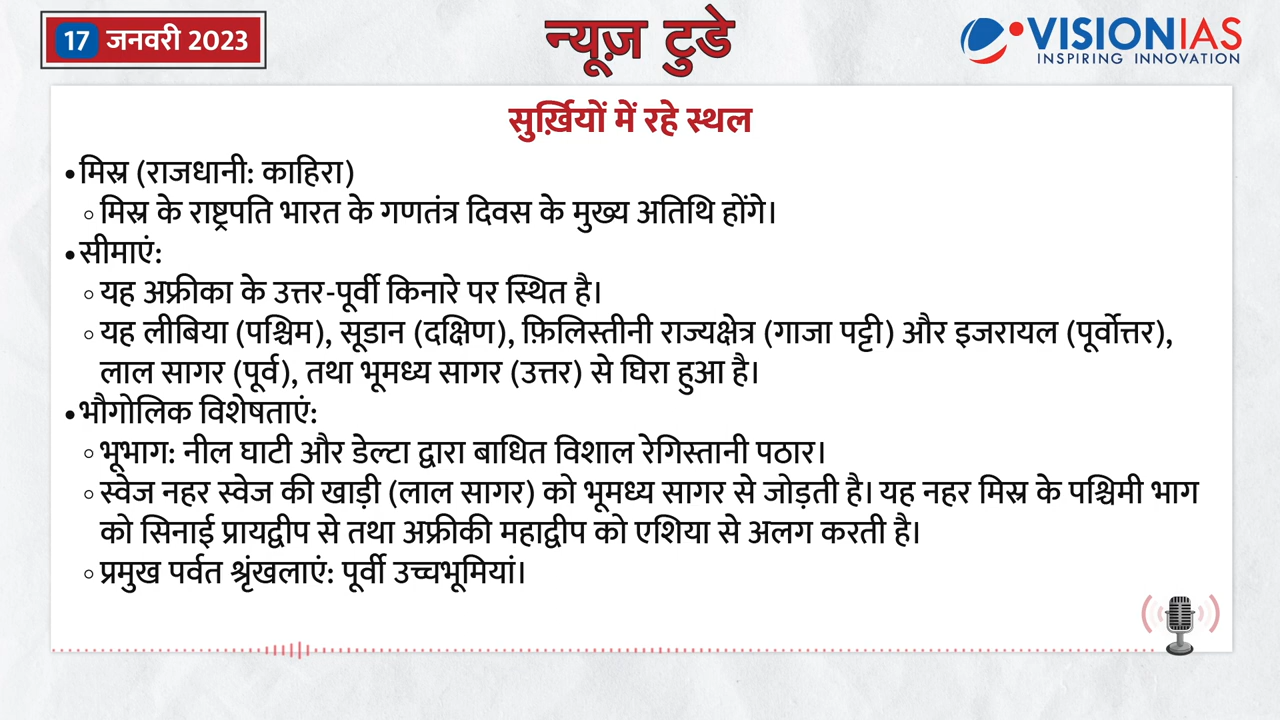 17 जनवरी 2023
न्यूज़ टुडे
VISIONIAS
INSPIRING INNOVATION
सुर्ख़ियों में रहे स्थल
• मिस्र (राजधानी: काहिरा)
◦ मिस्र के राष्ट्रपति भारत के गणतंत्र दिवस के मुख्य अतिथि होंगे।
• सीमाएं:
◦ यह अफ्रीका के उत्तर-पूर्वी किनारे पर स्थित है।
◦ यह लीबिया (पश्चिम), सूडान (दक्षिण), फ़िलिस्तीनी राज्यक्षेत्र (गाजा पट्टी) और इजरायल (पूर्वोत्तर),
लाल सागर (पूर्व), तथा भूमध्य सागर (उत्तर) से घिरा हुआ है।
• भौगोलिक विशेषताएं:
◦ भूभाग: नील घाटी और डेल्टा द्वारा बाधित विशाल रेगिस्तानी पठार।
◦ स्वेज नहर स्वेज की खाड़ी (लाल सागर) को भूमध्य सागर से जोड़ती है। यह नहर मिस्र के पश्चिमी भाग
को सिनाई प्रायद्वीप से तथा अफ्रीकी महाद्वीप को एशिया से अलग करती है।
◦ प्रमुख पर्वत श्रृंखलाएं: पूर्वी उच्चभूमियां।